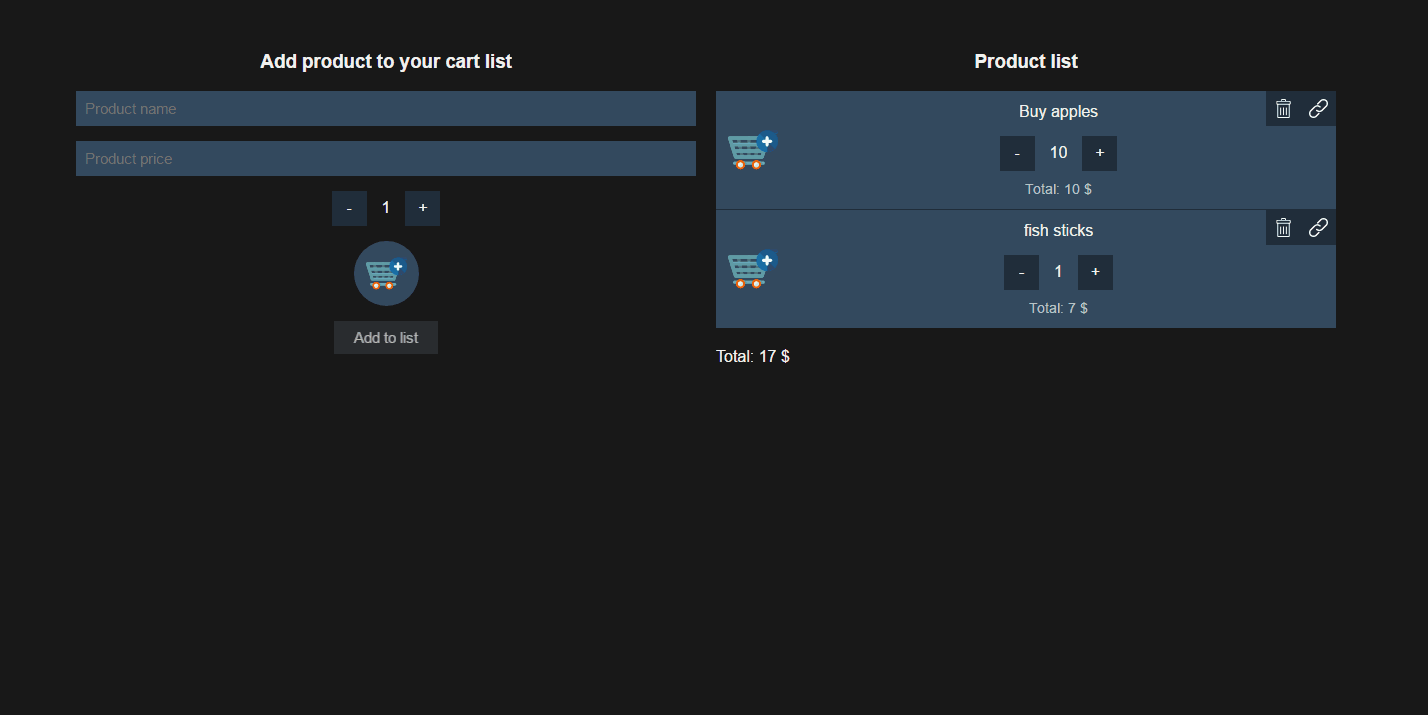 Add product to your cart list
Product name
Product price
- 1 +
Add to list
Product list
Buy apples
- 10 +
Total: 10 $
fish sticks
- 1 +
Total: 7 $
Total: 17 $